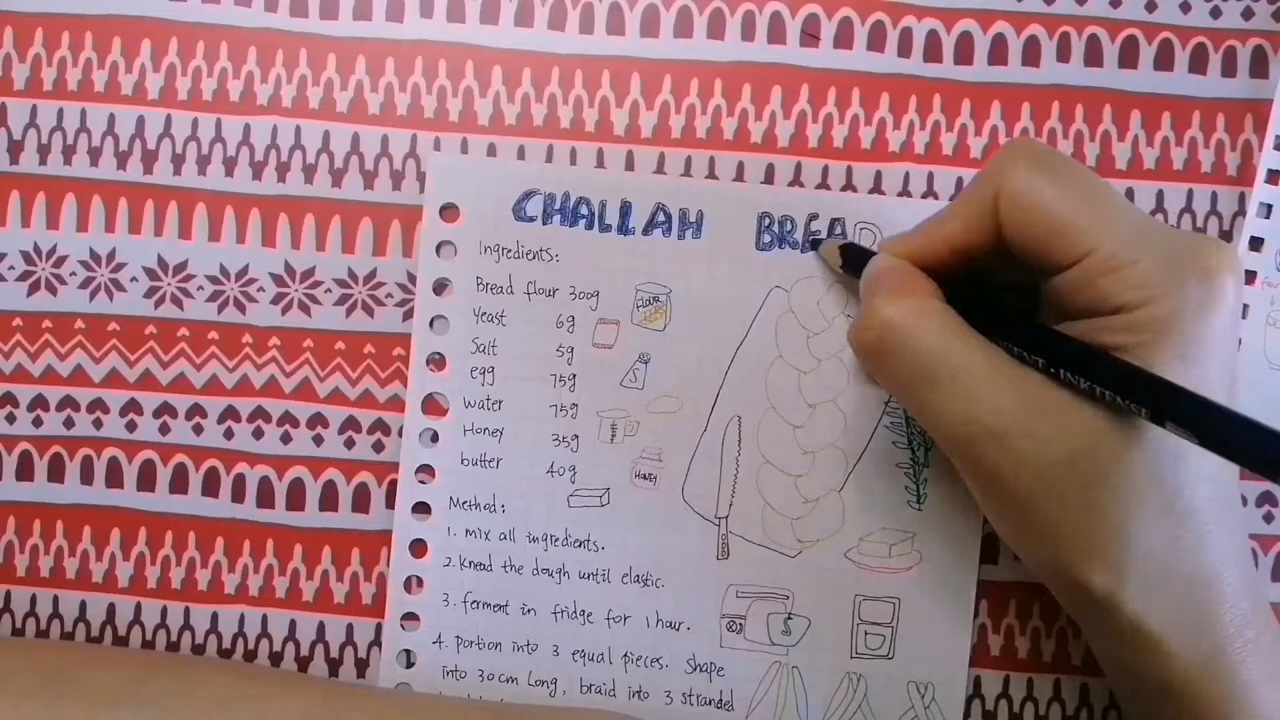 CHALLAH BREAD
Ingredients:
Bread flour 300g
Yeast 6g
Salt 5g
egg 75g
water 75g
Honey 35g
butter 40g
FLOUR
S
HONEY
Method:
1. mix all ingredients.
2. Knead the dough until elastic.
3. ferment in fridge for 1 hour.
4. portion into 3 equal pieces. Shape
into 30cm Long, braid into 3 stranded
S
INKTENSE